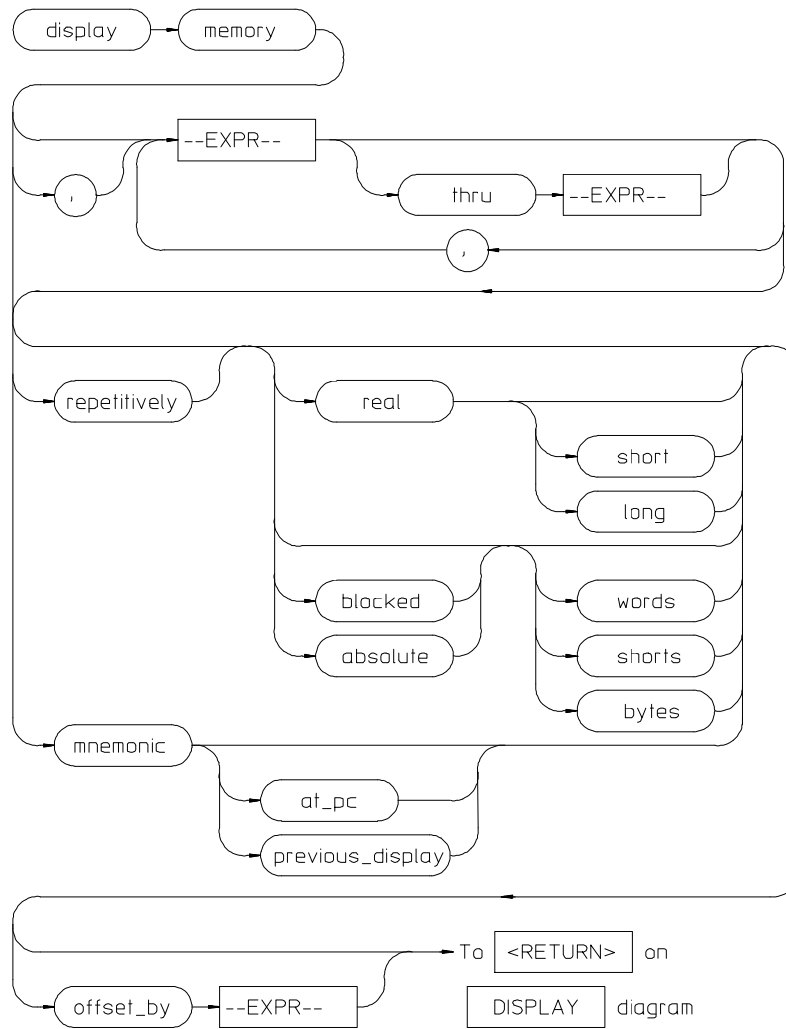 display memory
--EXPR--
, thru --EXPR--
,
repetitively real
short
long
blocked words
absolute shorts
bytes
mnemonic
at_pc
previous_display
To <RETURN> on
offset_by --EXPR-- DISPLAY diagram